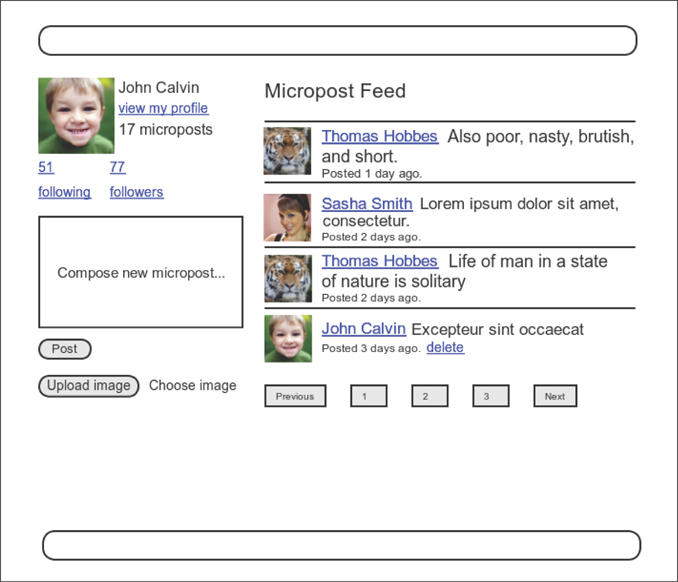 John Calvin
view my profile
17 microposts
51 77
following followers
Compose new micropost...
Post
Upload image Choose image
Micropost Feed
Thomas Hobbes Also poor, nasty, brutish,
and short.
Posted 1 day ago.
Sasha Smith Lorem ipsum dolor sit amet,
consectetur.
Posted 2 days ago.
Thomas Hobbes Life of man in a state
of nature is solitary
Posted 2 days ago.
John Calvin Excepteur sint occaecat
Posted 3 days ago. delete
Previous 1 2 3 Next